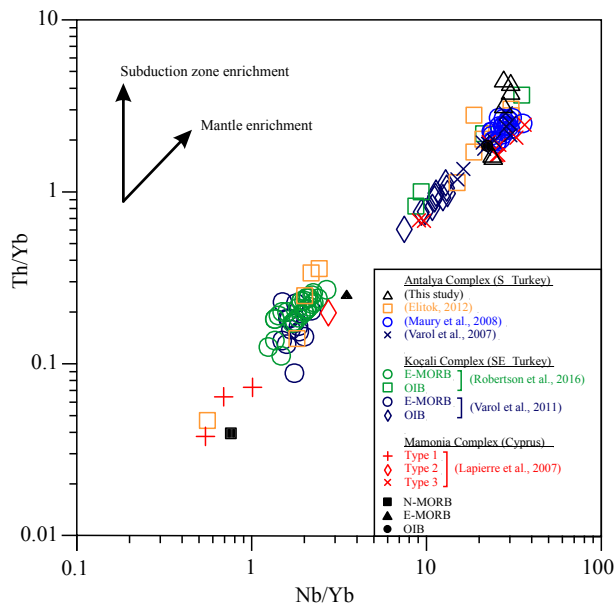 10
Subduction zone enrichment
Mantle enrichment
1
Th/Yb
0.1
0.01
0.1
1
10
100
Nb/Yb
Antalya Complex (S_Turkey)
(This study)
(Elitok, 2012)
(Maury et al., 2008)
(Varol et al., 2007)
Koçali Complex (SE_Turkey)
E-MORB
OIB
(Robertson et al., 2016)
E-MORB
OIB
(Varol et al., 2011)
Mamonia Complex (Cyprus)
Type 1
Type 2
(Lapierre et al., 2007)
Type 3
N-MORB
E-MORB
OIB